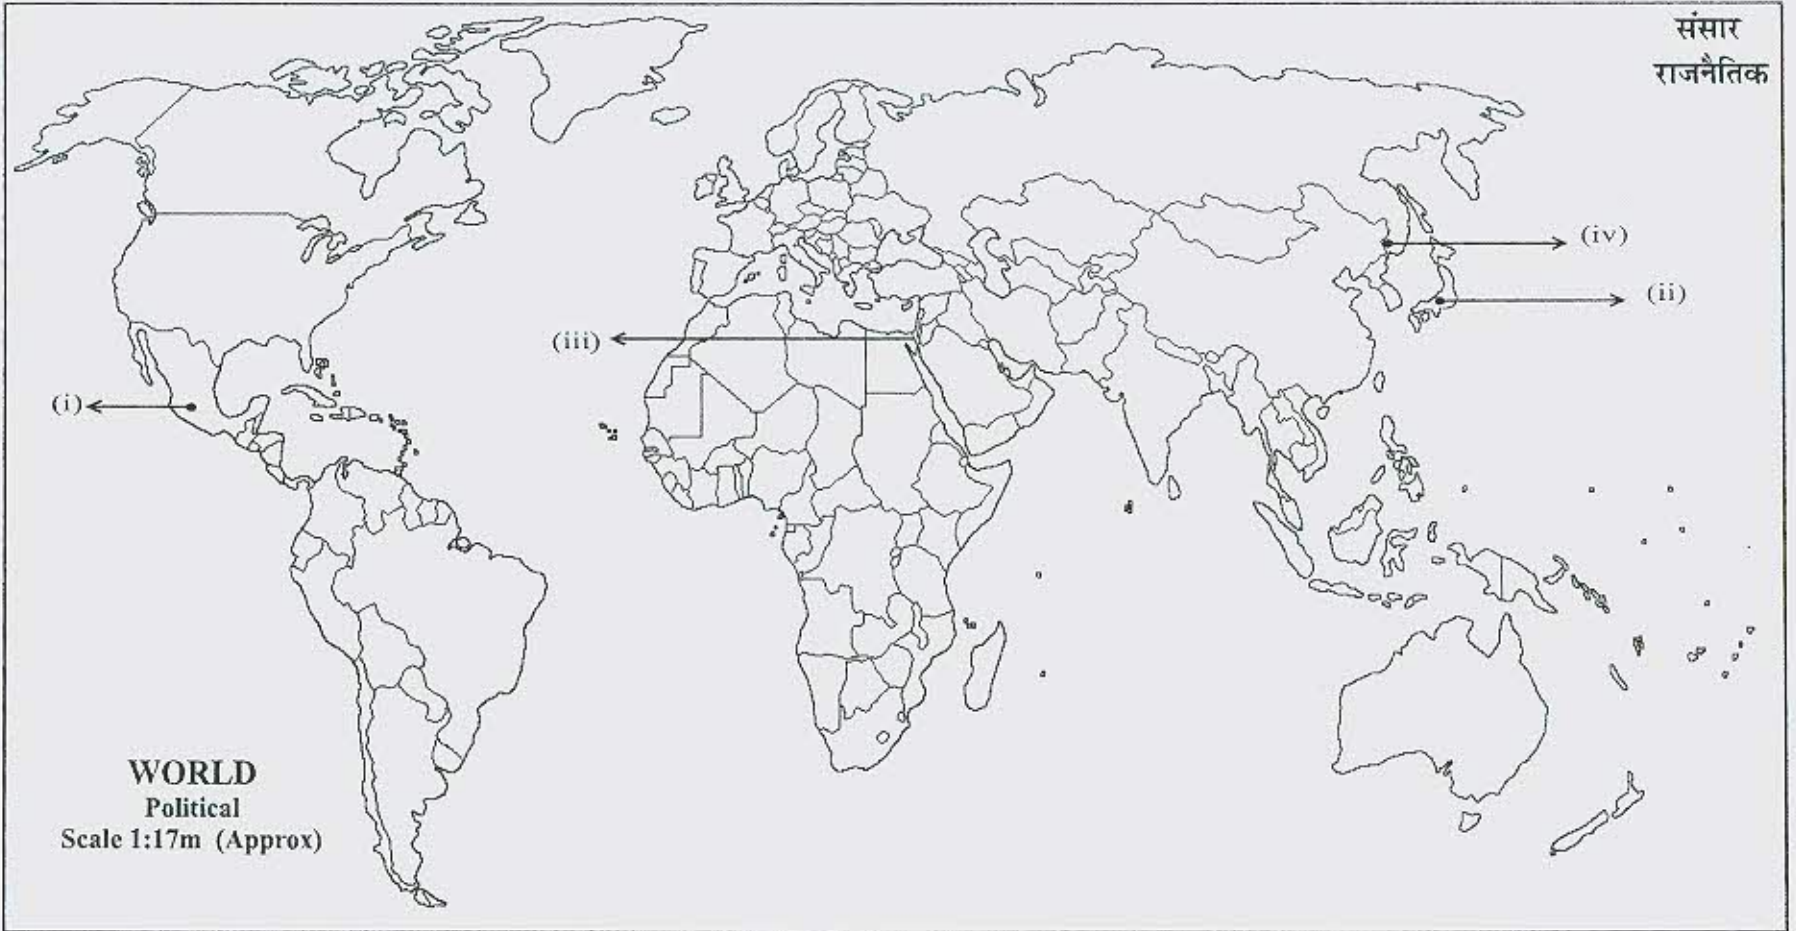 संसार
राजनैतिक
(iv)
(ii)
(iii)
(i)
WORLD
Political
Scale 1:17m (Approx)